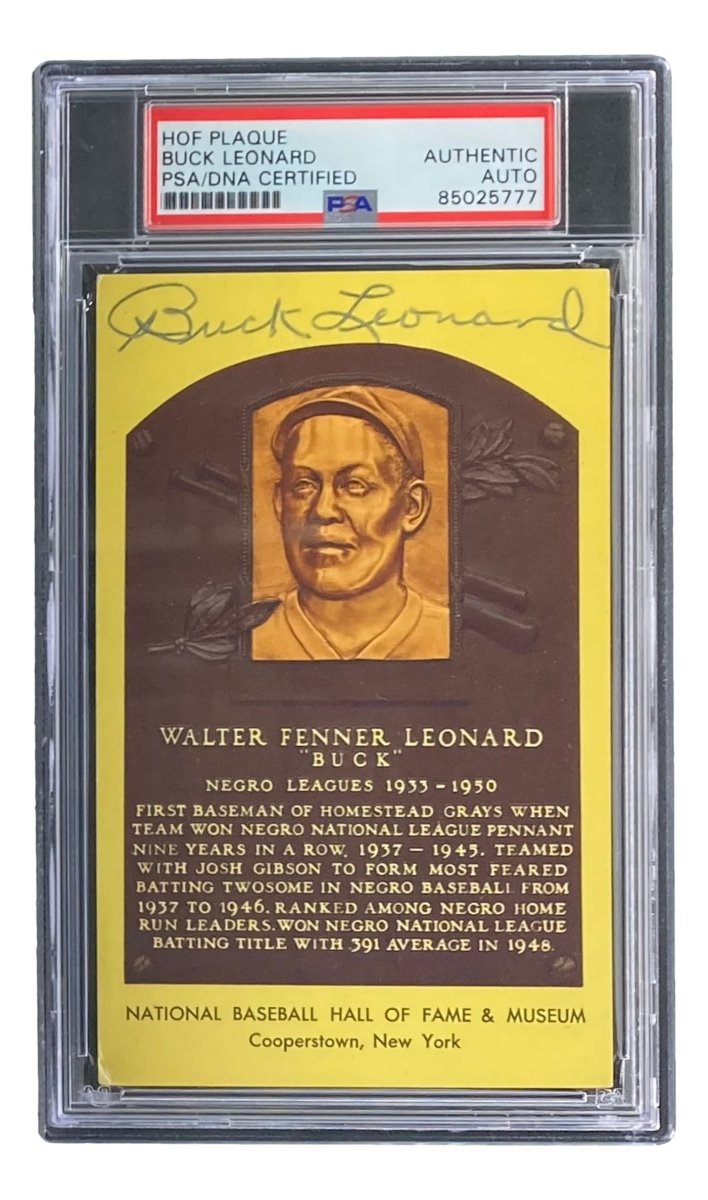 HOF PLAQUE
BUCK LEONARD AUTHENTIC
PSA/DNA CERTIFIED AUTO
PSA 85025777
Buck Leonard
WALTER FENNER LEONARD
"BUCK"
NEGRO LEAGUES 1933 - 1950
FIRST BASEMAN OF HOMESTEAD GRAYS WHEN
TEAM WON NEGRO NATIONAL LEAGUE PENNANT
NINE YEARS IN A ROW, 1937 - 1945. TEAMED
WITH JOSH GIBSON TO FORM MOST FEARED
BATTING TWOSOME IN NEGRO BASEBALL FROM
1937 TO 1946. RANKED AMONG NEGRO HOME
RUN LEADERS. WON NEGRO NATIONAL LEAGUE
BATTING TITLE WITH .391 AVERAGE IN 1948.
NATIONAL BASEBALL HALL OF FAME & MUSEUM
Cooperstown, New York